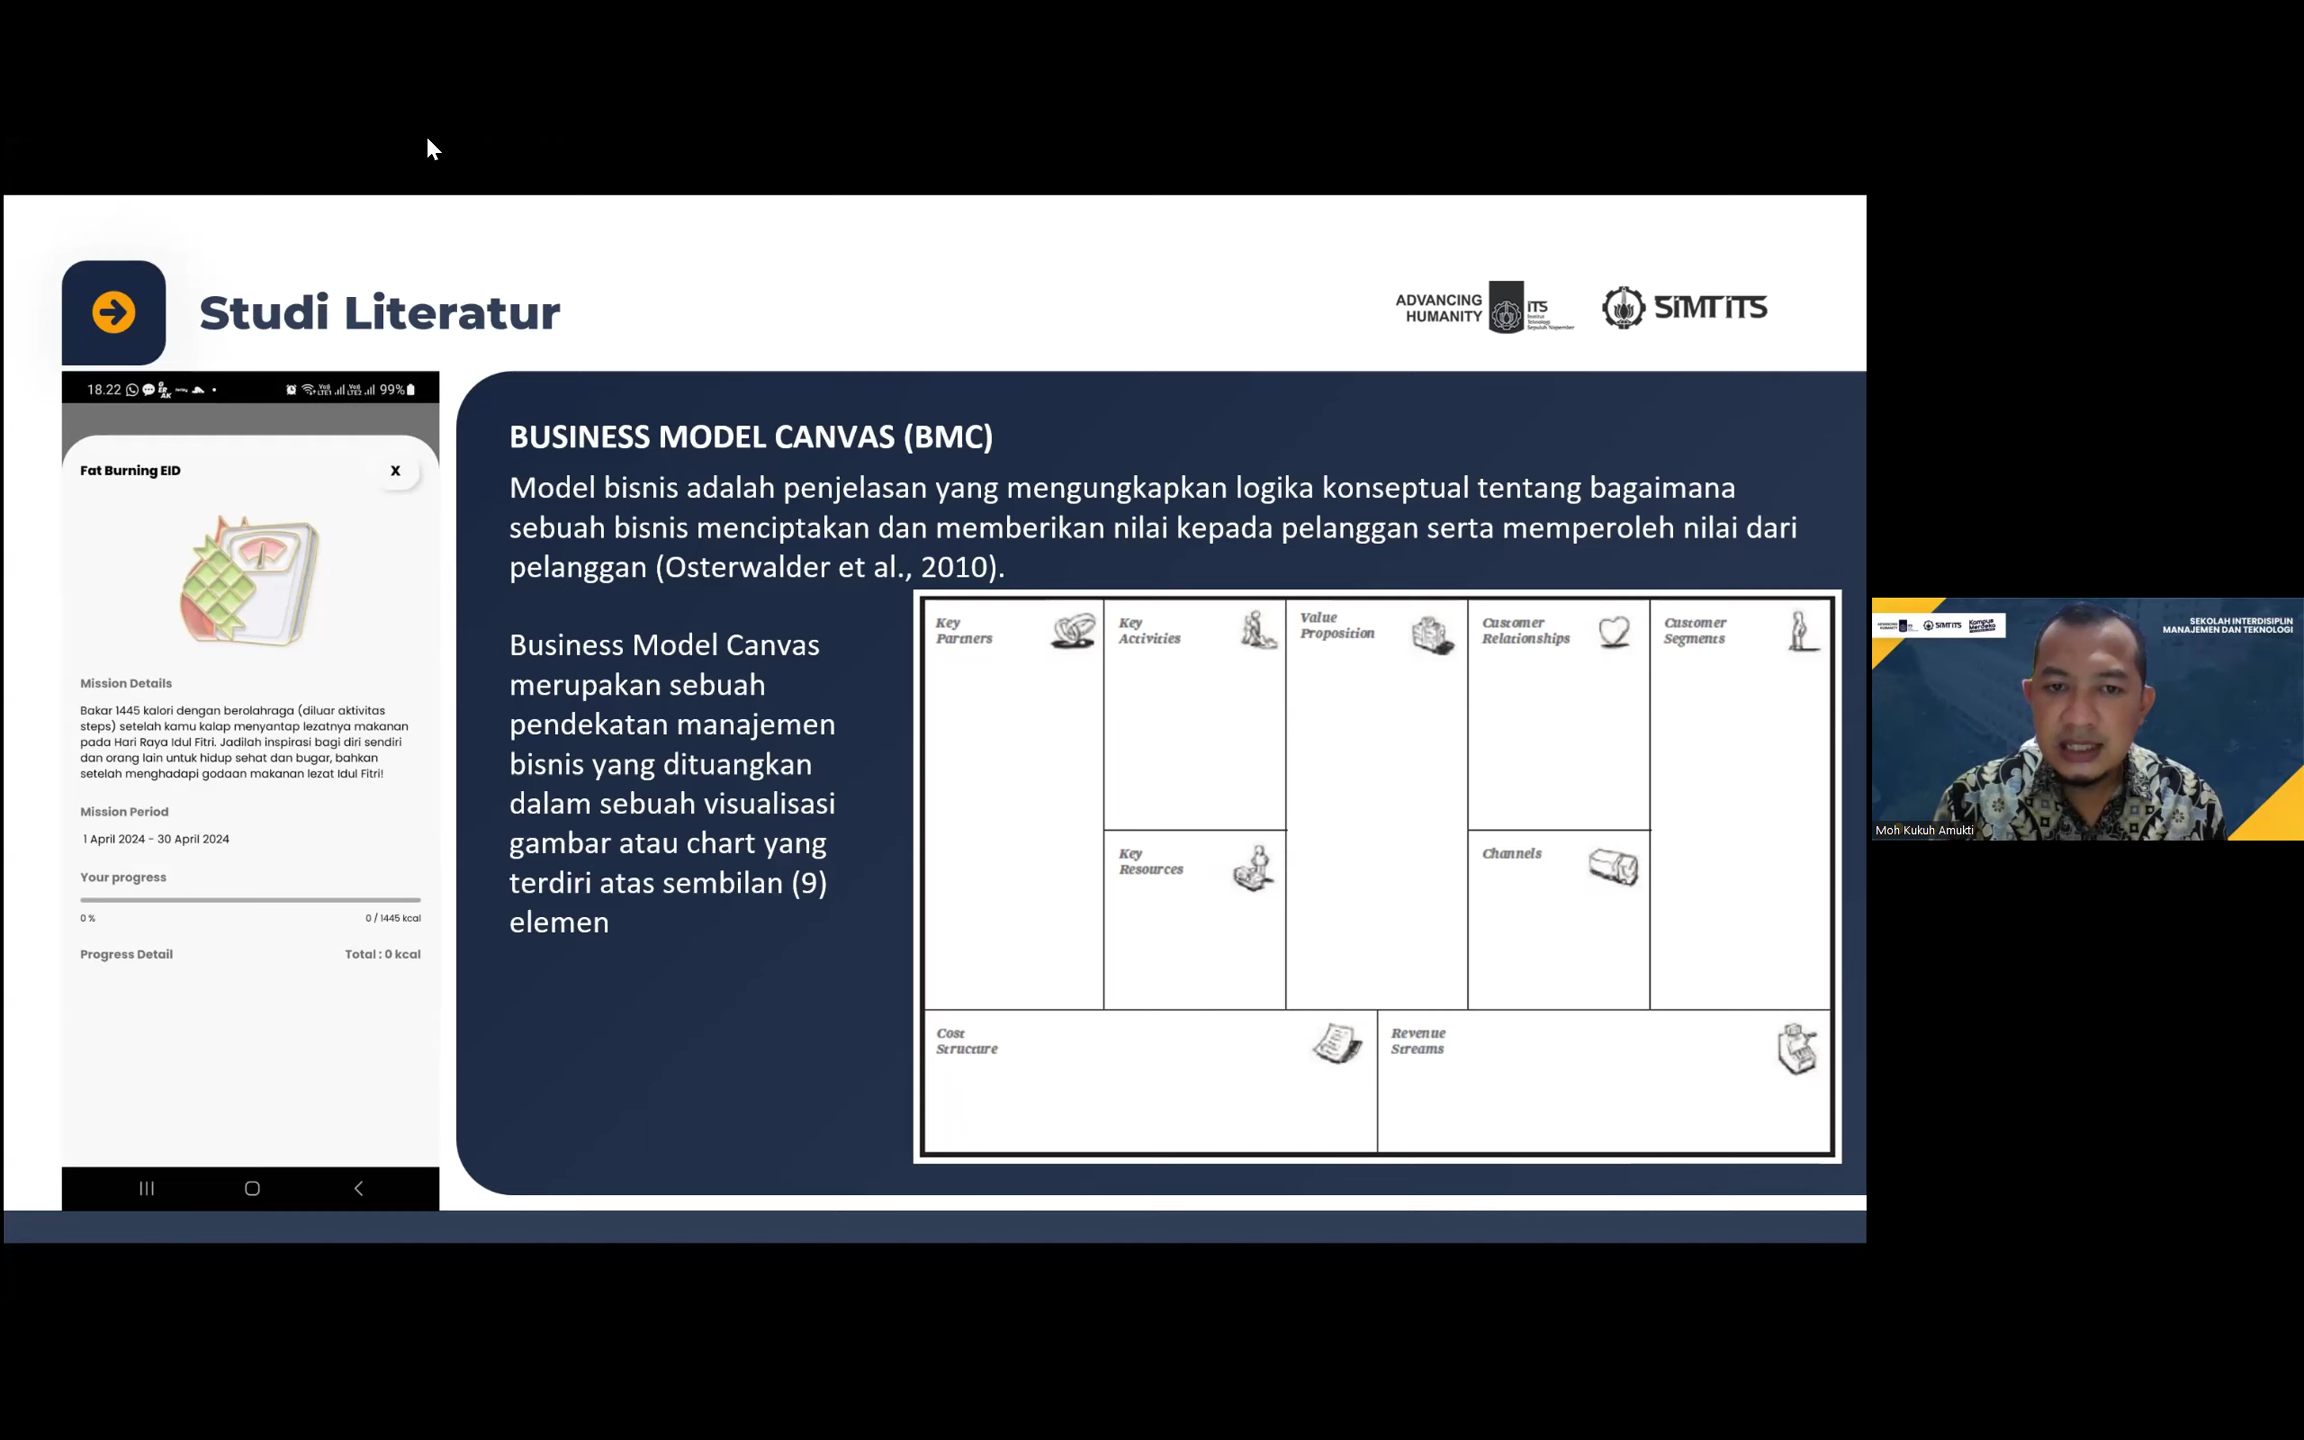 Studi Literatur
ADVANCING
HUMANITY
ITS
Institut
Teknologi
Sepuluh Nopember
SIMT ITS
18.22
99%
Fat Burning EID
X
Mission Details
Bakar 1445 kalori dengan berolahraga (diluar aktivitas
steps) setelah kamu kalap menyantap lezatnya makanan
pada Hari Raya Idul Fitri. Jadilah inspirasi bagi diri sendiri
dan orang lain untuk hidup sehat dan bugar, bahkan
setelah menghadapi godaan makanan lezat Idul Fitri!
Mission Period
1 April 2024 - 30 April 2024
Your progress
0 %
0 / 1445 kcal
Progress Detail
Total : 0 kcal
BUSINESS MODEL CANVAS (BMC)
Model bisnis adalah penjelasan yang mengungkapkan logika konseptual tentang bagaimana
sebuah bisnis menciptakan dan memberikan nilai kepada pelanggan serta memperoleh nilai dari
pelanggan (Osterwalder et al., 2010).
Business Model Canvas
merupakan sebuah
pendekatan manajemen
bisnis yang dituangkan
dalam sebuah visualisasi
gambar atau chart yang
terdiri atas sembilan (9)
elemen
Key
Partners
Key
Activities
Value
Proposition
Customer
Relationships
Customer
Segments
Key
Resources
Channels
Cost
Structure
Revenue
Streams
SIMT ITS
Kampus
Merdeka
SEKOLAH INTERDISIPLIN
MANAJEMEN DAN TEKNOLOGI
Moh Kukuh Amukti